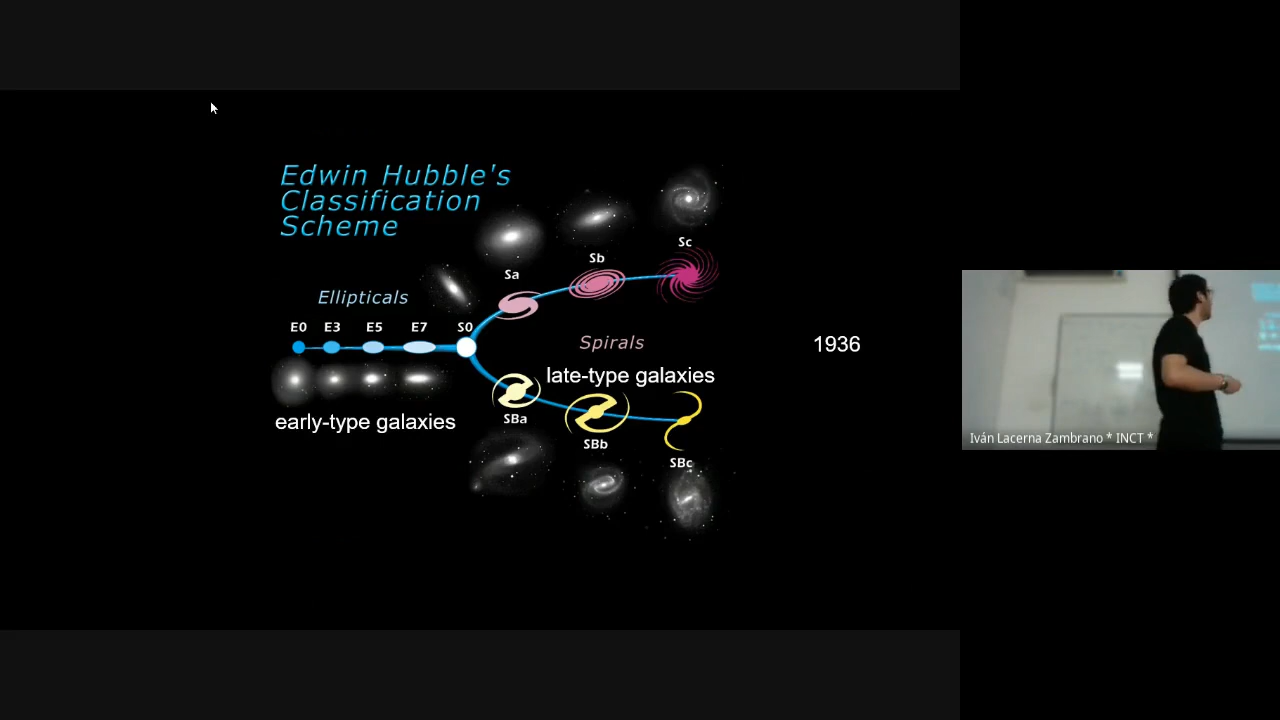 Edwin Hubble's
Classification
Scheme
Ellipticals
E0 E3 E5 E7 S0
Sa
Sb
Sc
Spirals
late-type galaxies
1936
early-type galaxies
SBa
SBb
SBc
Iván Lacerna Zambrano * INCT *